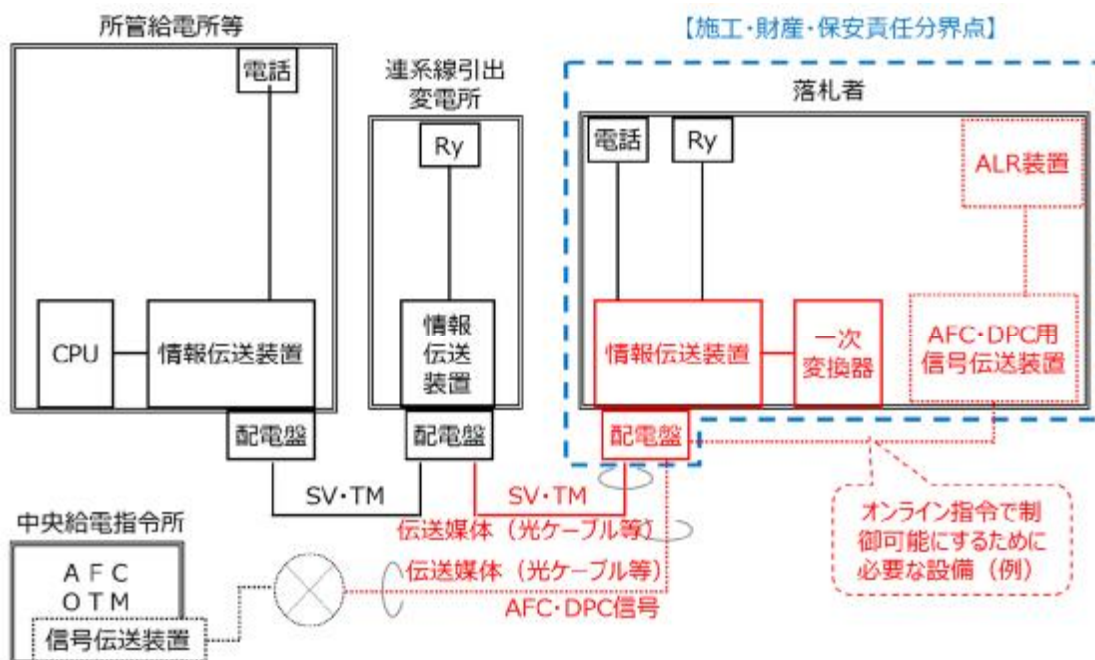 所管給電所等
電話
CPU
情報伝送装置
配電盤
連系線引出
変電所
Ry
情報
伝送
装置
配電盤
SV・TM
【施工・財産・保安責任分界点】
落札者
電話
Ry
ALR装置
情報伝送装置
一次
変換器
AFC・DPC用
信号伝送装置
配電盤
SV・TM
伝送媒体（光ケーブル等）
伝送媒体（光ケーブル等）
AFC・DPC信号
オンライン指令で制
御可能にするために
必要な設備（例）
中央給電指令所
ＡＦＣ
ＯＴＭ
信号伝送装置